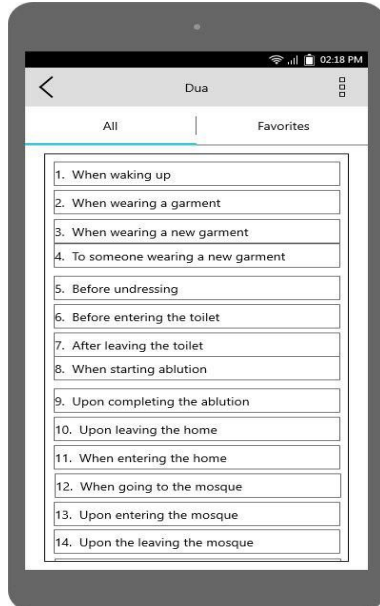 02:18 PM
Dua
All
Favorites
1. When waking up
2. When wearing a garment
3. When wearing a new garment
4. To someone wearing a new garment
5. Before undressing
6. Before entering the toilet
7. After leaving the toilet
8. When starting ablution
9. Upon completing the ablution
10. Upon leaving the home
11. When entering the home
12. When going to the mosque
13. Upon entering the mosque
14. Upon the leaving the mosque